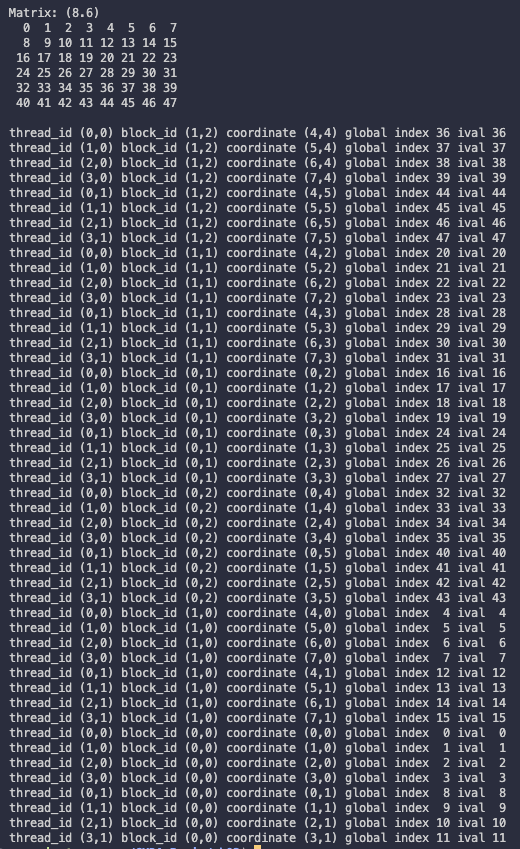 Matrix: (8.6)
  0  1  2  3  4  5  6  7
  8  9 10 11 12 13 14 15
 16 17 18 19 20 21 22 23
 24 25 26 27 28 29 30 31
 32 33 34 35 36 37 38 39
 40 41 42 43 44 45 46 47

thread_id (0,0) block_id (1,2) coordinate (4,4) global index 36 ival 36
thread_id (1,0) block_id (1,2) coordinate (5,4) global index 37 ival 37
thread_id (2,0) block_id (1,2) coordinate (6,4) global index 38 ival 38
thread_id (3,0) block_id (1,2) coordinate (7,4) global index 39 ival 39
thread_id (0,1) block_id (1,2) coordinate (4,5) global index 44 ival 44
thread_id (1,1) block_id (1,2) coordinate (5,5) global index 45 ival 45
thread_id (2,1) block_id (1,2) coordinate (6,5) global index 46 ival 46
thread_id (3,1) block_id (1,2) coordinate (7,5) global index 47 ival 47
thread_id (0,0) block_id (1,1) coordinate (4,2) global index 20 ival 20
thread_id (1,0) block_id (1,1) coordinate (5,2) global index 21 ival 21
thread_id (2,0) block_id (1,1) coordinate (6,2) global index 22 ival 22
thread_id (3,0) block_id (1,1) coordinate (7,2) global index 23 ival 23
thread_id (0,1) block_id (1,1) coordinate (4,3) global index 28 ival 28
thread_id (1,1) block_id (1,1) coordinate (5,3) global index 29 ival 29
thread_id (2,1) block_id (1,1) coordinate (6,3) global index 30 ival 30
thread_id (3,1) block_id (1,1) coordinate (7,3) global index 31 ival 31
thread_id (0,0) block_id (0,1) coordinate (0,2) global index 16 ival 16
thread_id (1,0) block_id (0,1) coordinate (1,2) global index 17 ival 17
thread_id (2,0) block_id (0,1) coordinate (2,2) global index 18 ival 18
thread_id (3,0) block_id (0,1) coordinate (3,2) global index 19 ival 19
thread_id (0,1) block_id (0,1) coordinate (0,3) global index 24 ival 24
thread_id (1,1) block_id (0,1) coordinate (1,3) global index 25 ival 25
thread_id (2,1) block_id (0,1) coordinate (2,3) global index 26 ival 26
thread_id (3,1) block_id (0,1) coordinate (3,3) global index 27 ival 27
thread_id (0,0) block_id (0,2) coordinate (0,4) global index 32 ival 32
thread_id (1,0) block_id (0,2) coordinate (1,4) global index 33 ival 33
thread_id (2,0) block_id (0,2) coordinate (2,4) global index 34 ival 34
thread_id (3,0) block_id (0,2) coordinate (3,4) global index 35 ival 35
thread_id (0,1) block_id (0,2) coordinate (0,5) global index 40 ival 40
thread_id (1,1) block_id (0,2) coordinate (1,5) global index 41 ival 41
thread_id (2,1) block_id (0,2) coordinate (2,5) global index 42 ival 42
thread_id (3,1) block_id (0,2) coordinate (3,5) global index 43 ival 43
thread_id (0,0) block_id (1,0) coordinate (4,0) global index  4 ival  4
thread_id (1,0) block_id (1,0) coordinate (5,0) global index  5 ival  5
thread_id (2,0) block_id (1,0) coordinate (6,0) global index  6 ival  6
thread_id (3,0) block_id (1,0) coordinate (7,0) global index  7 ival  7
thread_id (0,1) block_id (1,0) coordinate (4,1) global index 12 ival 12
thread_id (1,1) block_id (1,0) coordinate (5,1) global index 13 ival 13
thread_id (2,1) block_id (1,0) coordinate (6,1) global index 14 ival 14
thread_id (3,1) block_id (1,0) coordinate (7,1) global index 15 ival 15
thread_id (0,0) block_id (0,0) coordinate (0,0) global index  0 ival  0
thread_id (1,0) block_id (0,0) coordinate (1,0) global index  1 ival  1
thread_id (2,0) block_id (0,0) coordinate (2,0) global index  2 ival  2
thread_id (3,0) block_id (0,0) coordinate (3,0) global index  3 ival  3
thread_id (0,1) block_id (0,0) coordinate (0,1) global index  8 ival  8
thread_id (1,1) block_id (0,0) coordinate (1,1) global index  9 ival  9
thread_id (2,1) block_id (0,0) coordinate (2,1) global index 10 ival 10
thread_id (3,1) block_id (0,0) coordinate (3,1) global index 11 ival 11